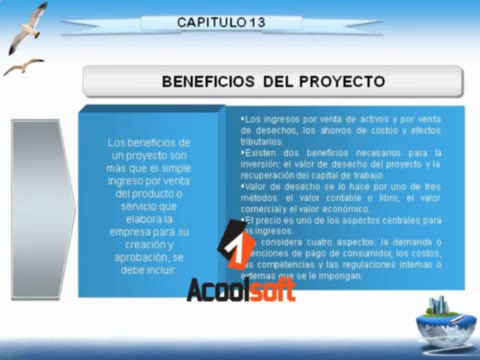 CAPITULO 13
BENEFICIOS DEL PROYECTO
Los beneficios de
un proyecto son
más que el simple
ingreso por venta
del producto o
servicio que
elabora la
empresa para su
creación y
aprobación, se
debe incluir:
▪Los ingresos por venta de activos y por venta
de desechos, los ahorros de costos y efectos
tributarios.
▪Existen dos beneficios necesarios para la
inversión: el valor de desecho del proyecto y la
recuperación del capital de trabajo.
▪Valor de desecho se lo hace por uno de tres
métodos: el valor contable o libro, el valor
comercial y el valor económico.
▪El precio es uno de los aspectos centrales para
los ingresos.
considera cuatro aspectos: la demanda o
de pago de consumidor, los costos,
competencias y las regulaciones internas o
externas que se le impongan.
Acoolsoft